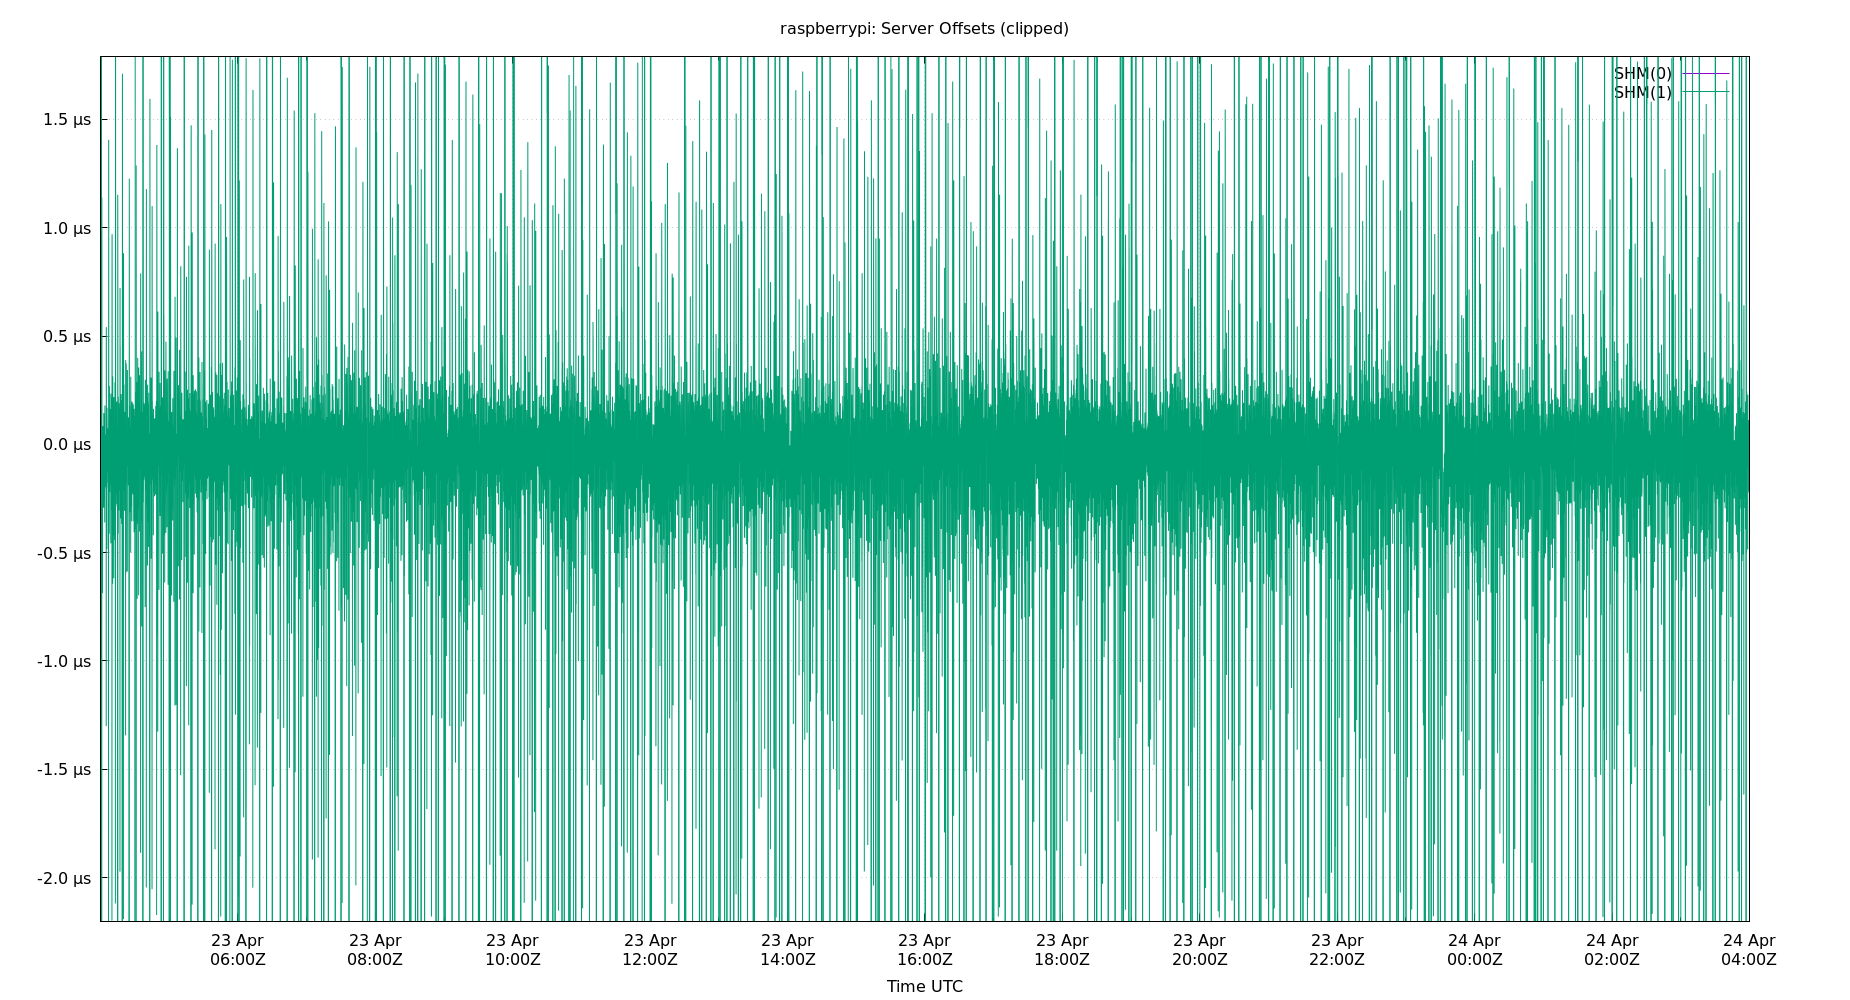 raspberrypi: Server Offsets (clipped)
SHM(0)
SHM(1)
1.5 µs
1.0 µs
0.5 µs
0.0 µs
-0.5 µs
-1.0 µs
-1.5 µs
-2.0 µs
23 Apr 23 Apr 23 Apr 23 Apr 23 Apr 23 Apr 23 Apr 23 Apr 23 Apr 24 Apr 24 Apr 24 Apr
06:00Z 08:00Z 10:00Z 12:00Z 14:00Z 16:00Z 18:00Z 20:00Z 22:00Z 00:00Z 02:00Z 04:00Z
Time UTC